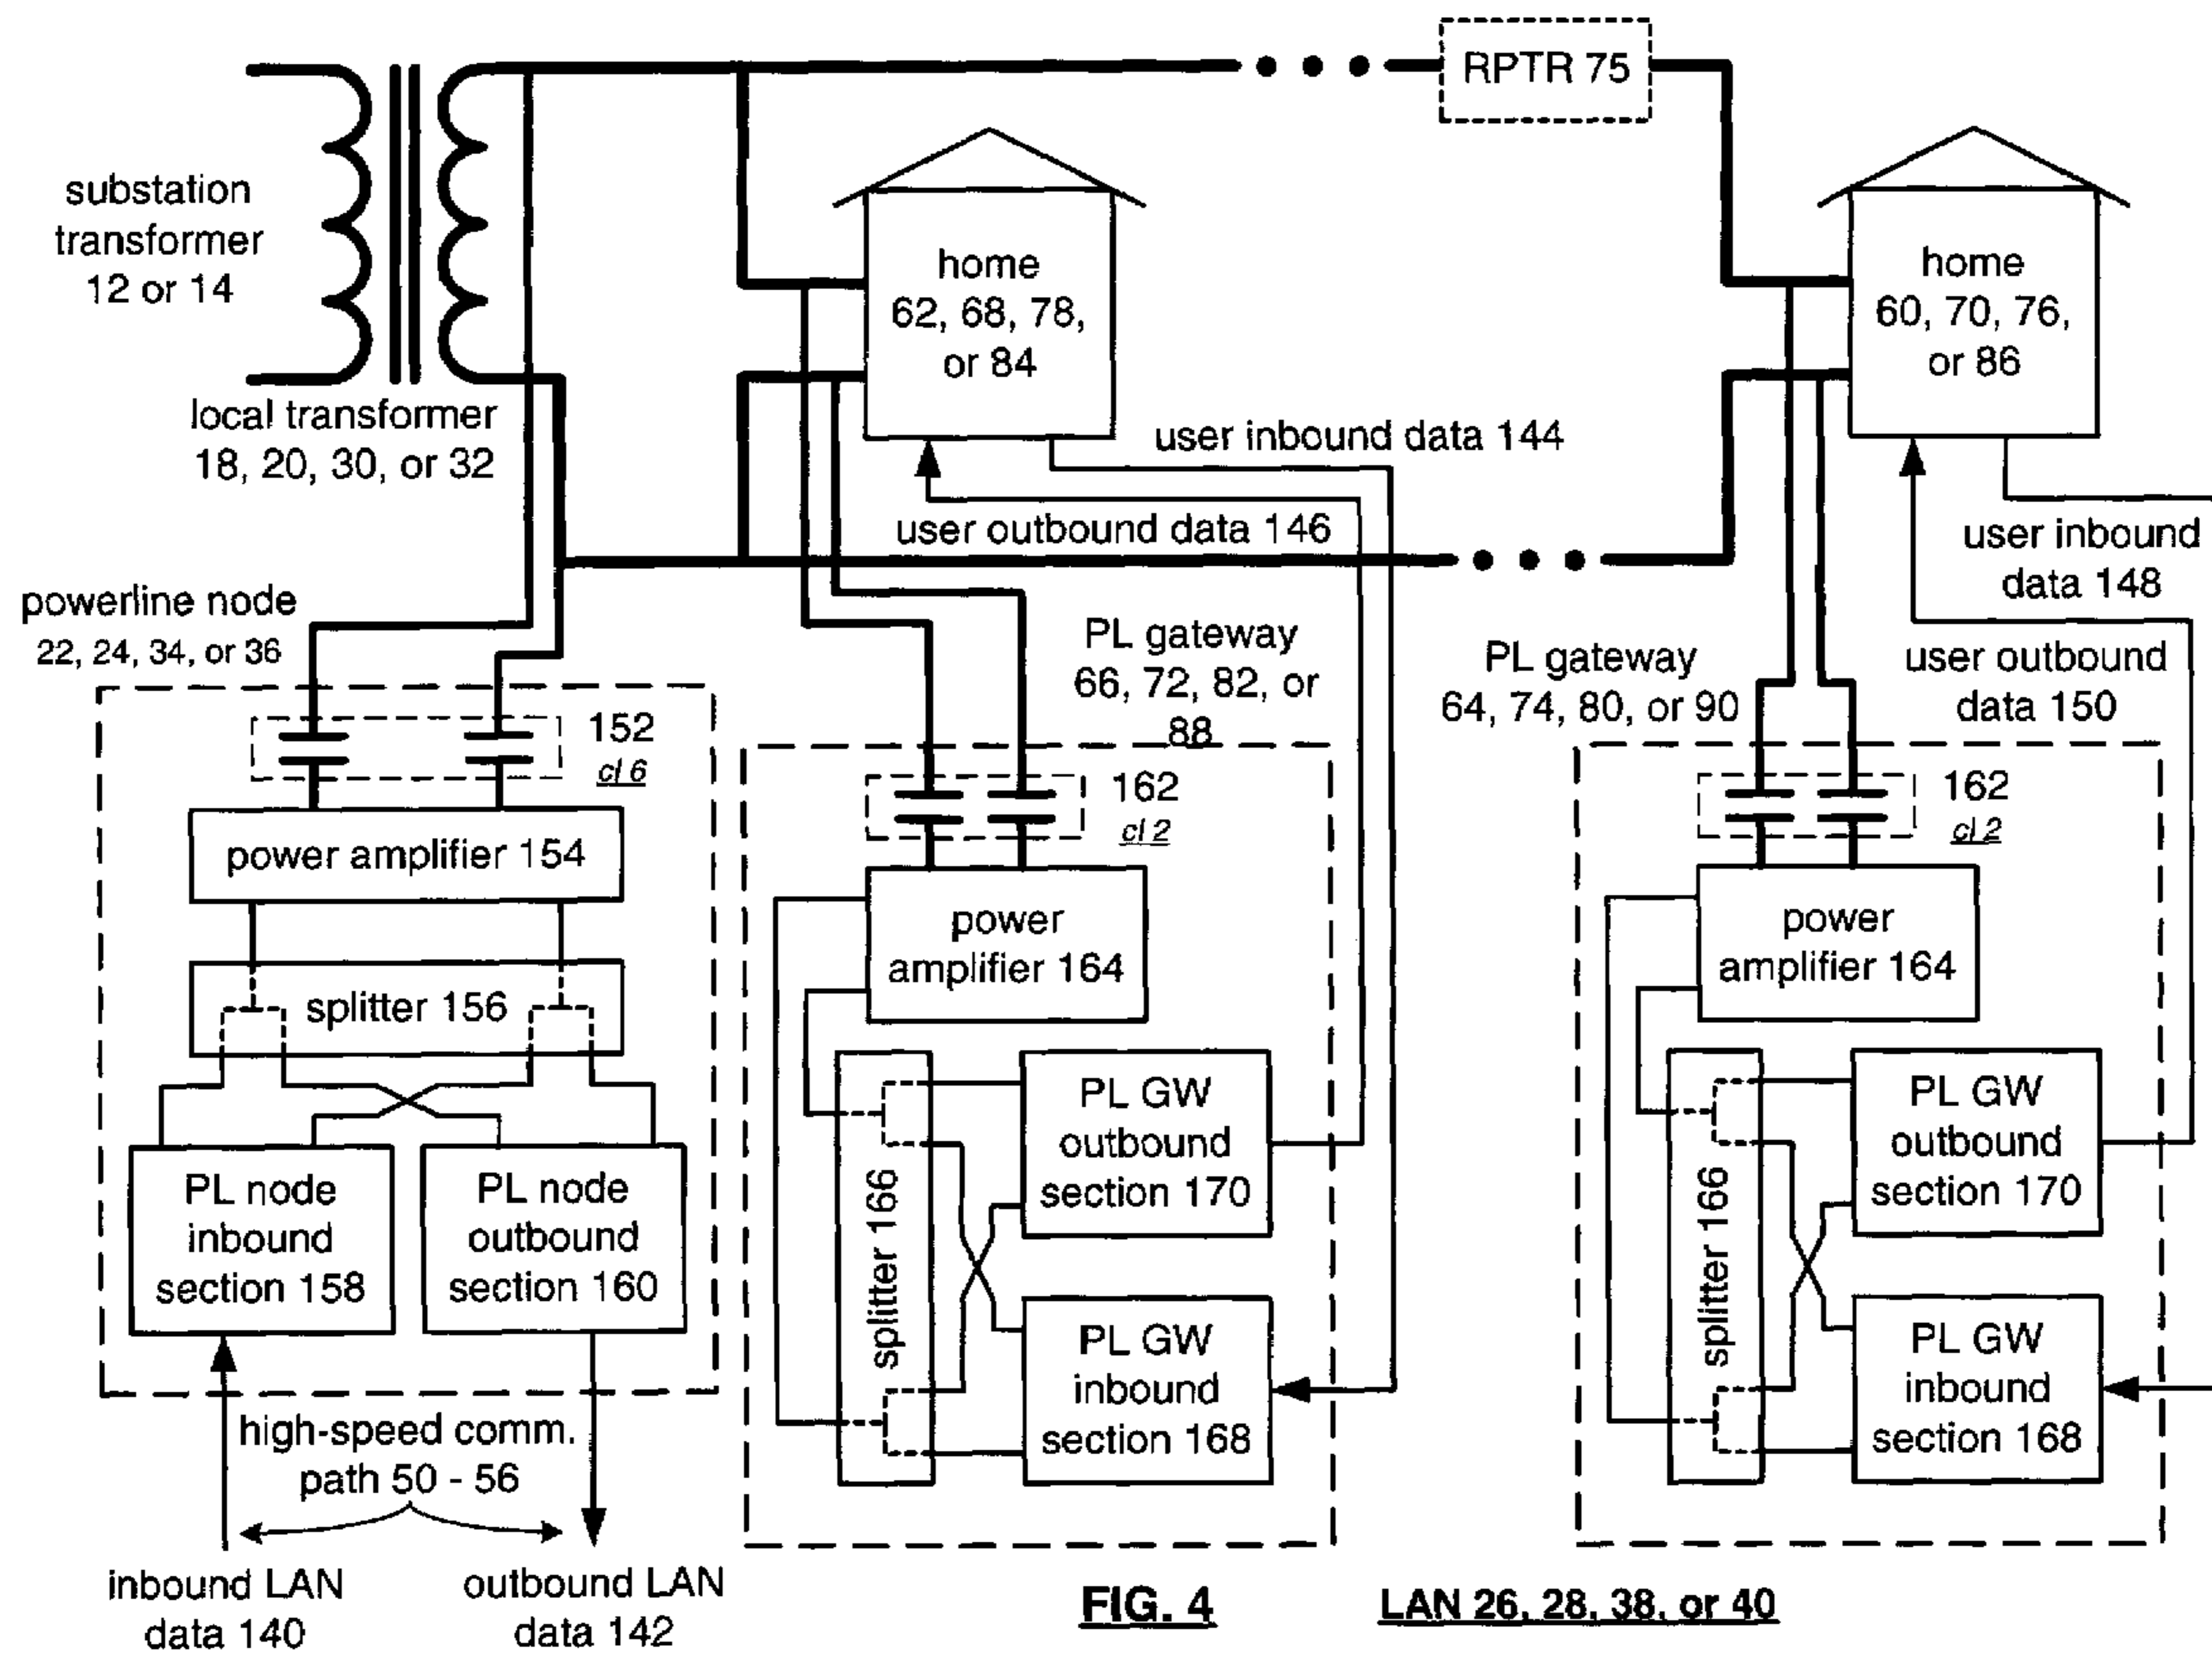 RPTR 75
substation
transformer
12 or 14
home
62, 68, 78,
or 84
home
60, 70, 76,
or 86
local transformer
18, 20, 30, or 32
user inbound data 144
user outbound data 146
user inbound
data 148
powerline node
22, 24, 34, or 36
PL gateway
66, 72, 82, or
88
PL gateway
64, 74, 80, or 90
user outbound
data 150
152
cl 6
162
cl 2
162
cl 2
power amplifier 154
power
amplifier 164
power
amplifier 164
splitter 156
PL node
inbound
section 158
PL node
outbound
section 160
splitter 166
PL GW
outbound
section 170
PL GW
inbound
section 168
splitter 166
PL GW
outbound
section 170
PL GW
inbound
section 168
high-speed comm.
path 50 - 56
inbound LAN
data 140
outbound LAN
data 142
FIG. 4
LAN 26, 28, 38, or 40